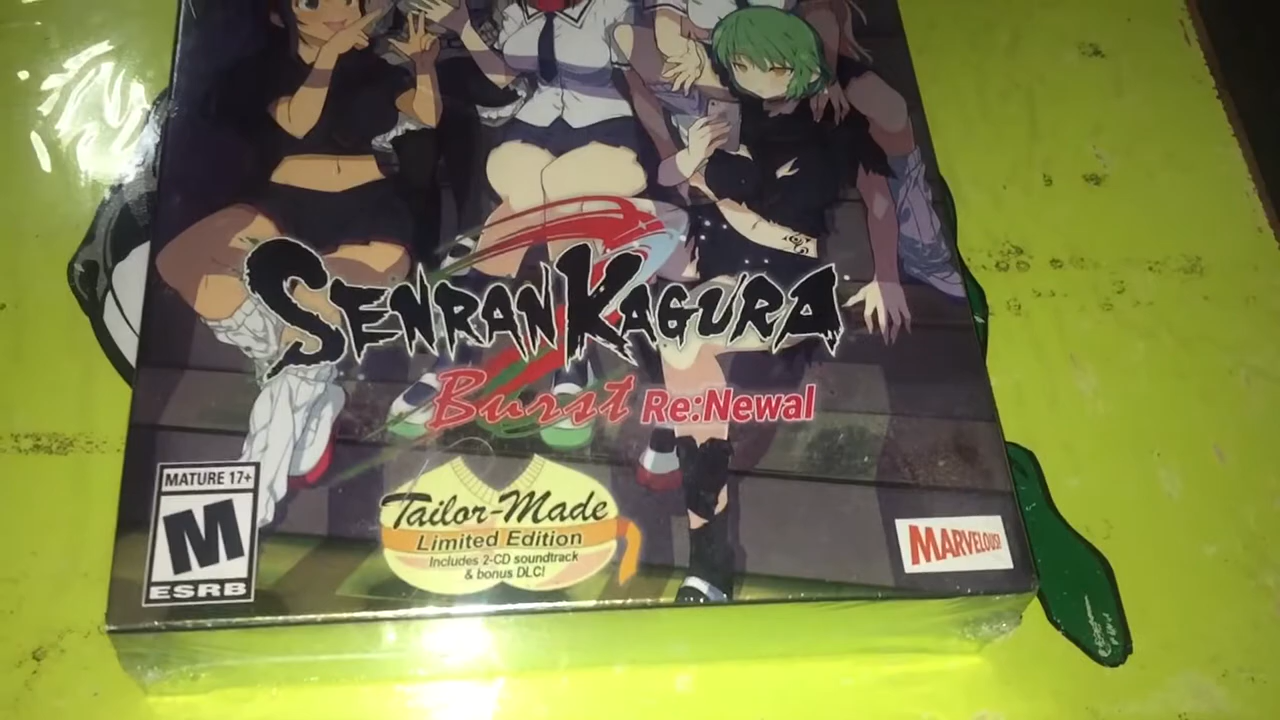 SENRAN KAGURA
Burst Re:Newal
MATURE 17+
M
ESRB
Tailor-Made
Limited Edition
Includes 2-CD soundtrack
& bonus DLC!
MARVELOUS!